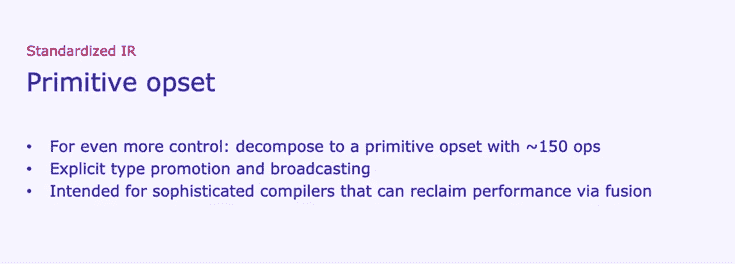 Standardized IR
Primitive opset
• For even more control: decompose to a primitive opset with ~150 ops
• Explicit type promotion and broadcasting
• Intended for sophisticated compilers that can reclaim performance via fusion